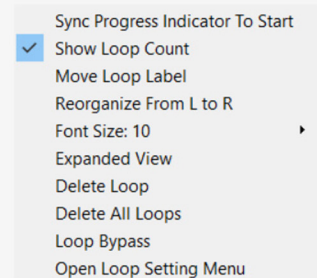 Sync Progress Indicator To Start
Show Loop Count
Move Loop Label
Reorganize From L to R
Font Size: 10
Expanded View
Delete Loop
Delete All Loops
Loop Bypass
Open Loop Setting Menu